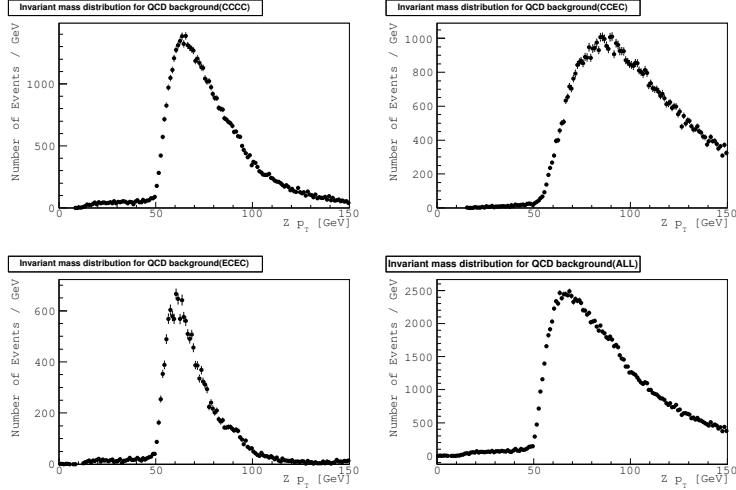 Invariant mass distribution for QCD background(CCCC)
Number of Events / GeV
1000
500
0
0 50 100 150
Z p_T [GeV]
Invariant mass distribution for QCD background(CCEC)
Number of Events / GeV
1000
800
600
400
200
0
0 50 100 150
Z p_T [GeV]
Invariant mass distribution for QCD background(ECEC)
Number of Events / GeV
600
400
200
0
0 50 100 150
Z p_T [GeV]
Invariant mass distribution for QCD background(ALL)
Number of Events / GeV
2500
2000
1500
1000
500
0
0 50 100 150
Z p_T [GeV]